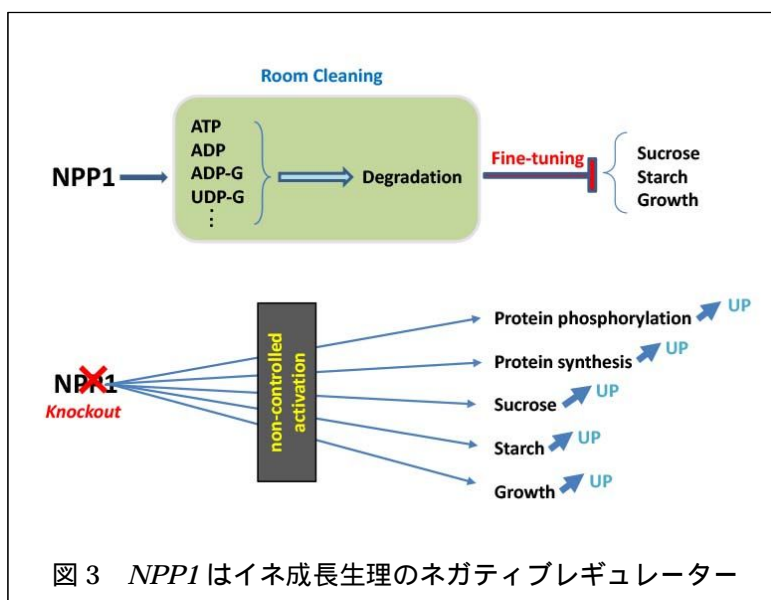 Room Cleaning
NPP1
ATP
ADP
ADP-G
UDP-G
⋮
Degradation
Fine-tuning
Sucrose
Starch
Growth
NPP1
Knockout
non-controlled
activation
Protein phosphorylation UP
Protein synthesis UP
Sucrose UP
Starch UP
Growth UP
図 3 NPP1 はイネ成長生理のネガティブレギュレーター